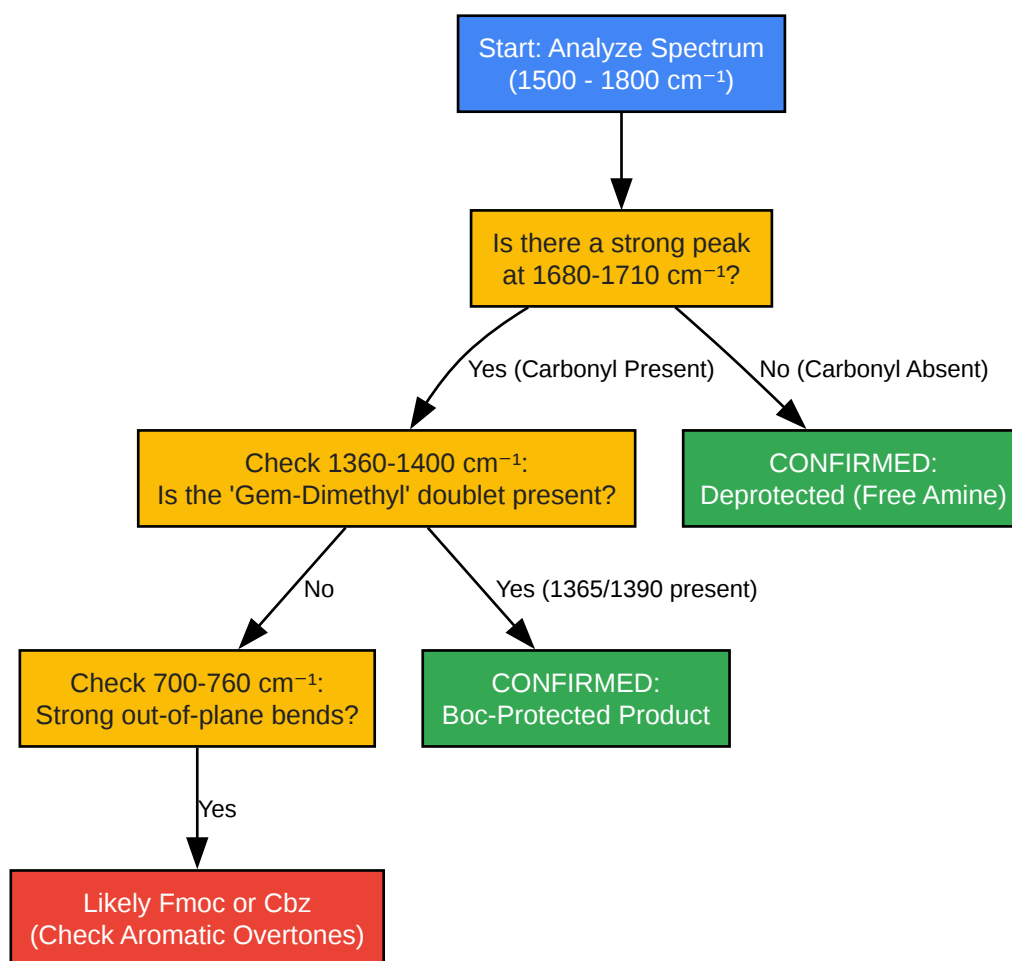 Start: Analyze Spectrum
(1500 - 1800 cm⁻¹)
Is there a strong peak
at 1680-1710 cm⁻¹?
Yes (Carbonyl Present)
No (Carbonyl Absent)
Check 1360-1400 cm⁻¹:
Is the 'Gem-Dimethyl' doublet present?
CONFIRMED:
Deprotected (Free Amine)
No
Yes (1365/1390 present)
Check 700-760 cm⁻¹:
Strong out-of-plane bends?
CONFIRMED:
Boc-Protected Product
Yes
Likely Fmoc or Cbz
(Check Aromatic Overtones)